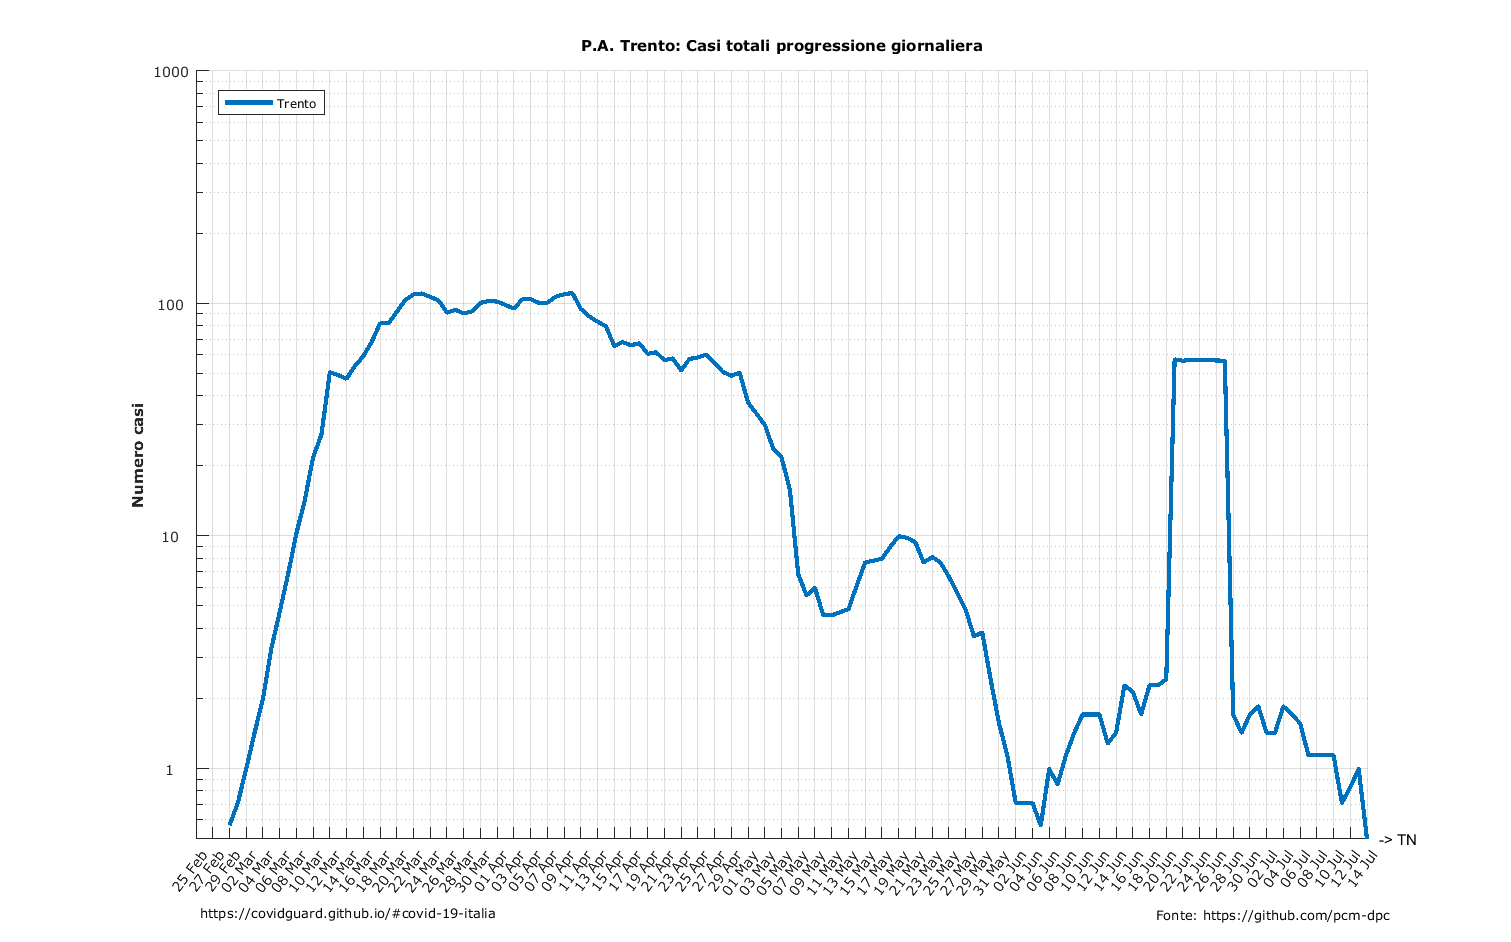 P.A. Trento: Casi totali progressione giornaliera
1000
100
10
1
Numero casi
Trento
25 Feb
27 Feb
29 Feb
02 Mar
04 Mar
06 Mar
08 Mar
10 Mar
12 Mar
14 Mar
16 Mar
18 Mar
20 Mar
22 Mar
24 Mar
26 Mar
28 Mar
30 Mar
01 Apr
03 Apr
05 Apr
07 Apr
09 Apr
11 Apr
13 Apr
15 Apr
17 Apr
19 Apr
21 Apr
23 Apr
25 Apr
27 Apr
29 Apr
01 May
03 May
05 May
07 May
09 May
11 May
13 May
15 May
17 May
19 May
21 May
23 May
25 May
27 May
29 May
31 May
02 Jun
04 Jun
06 Jun
08 Jun
10 Jun
12 Jun
14 Jun
16 Jun
18 Jun
20 Jun
22 Jun
24 Jun
26 Jun
28 Jun
30 Jun
02 Jul
04 Jul
06 Jul
08 Jul
10 Jul
12 Jul
14 Jul
-> TN
https://covidguard.github.io/#covid-19-italia
Fonte: https://github.com/pcm-dpc